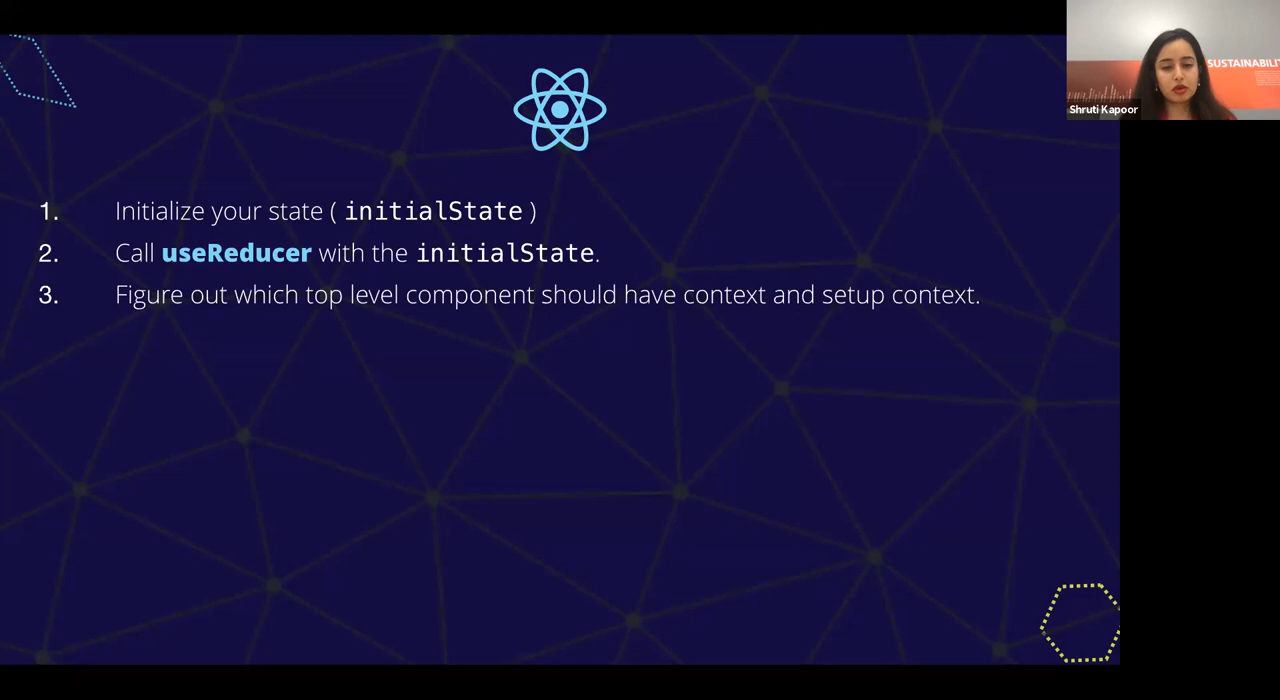 SUSTAINABILI
Shruti Kapoor
1. Initialize your state ( initialState )
2. Call useReducer with the initialState.
3. Figure out which top level component should have context and setup context.